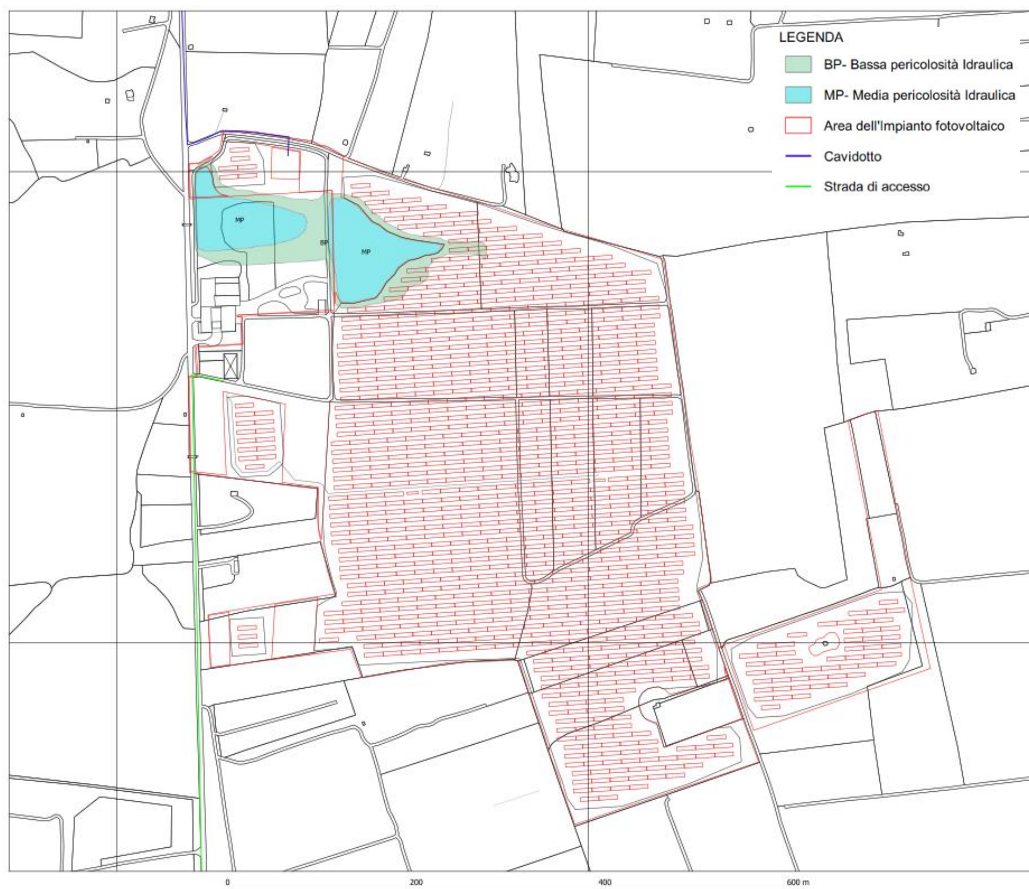 LEGENDA
BP- Bassa pericolosità Idraulica
MP- Media pericolosità Idraulica
Area dell'Impianto fotovoltaico
Cavidotto
Strada di accesso
MP
BP
MP
0 200 400 600 m